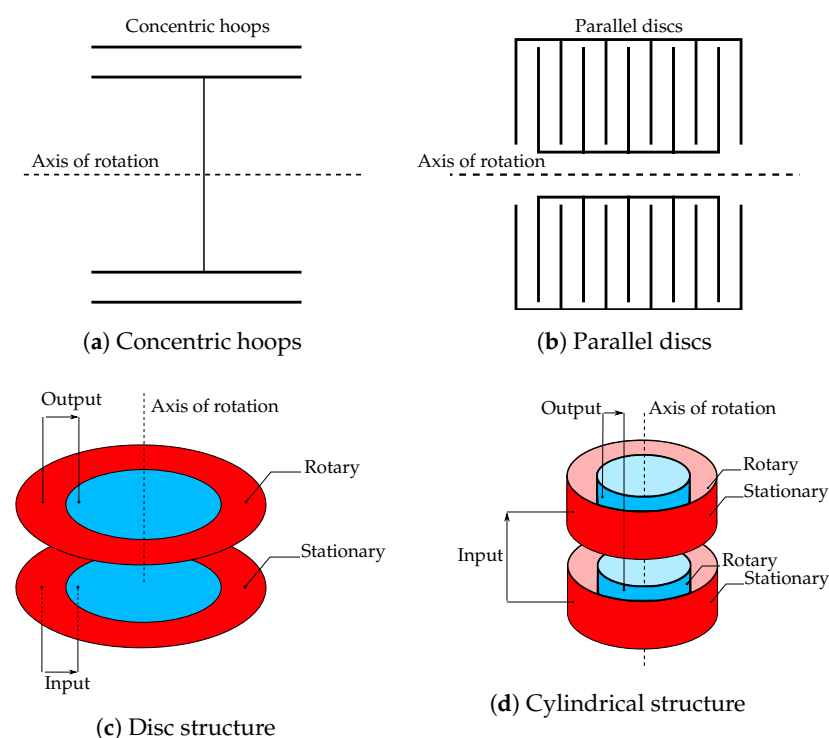 Concentric hoops
Axis of rotation
(a) Concentric hoops
Parallel discs
Axis of rotation
(b) Parallel discs
Output
Axis of rotation
Rotary
Stationary
Input
(c) Disc structure
Output
Axis of rotation
Rotary
Stationary
Input
Rotary
Stationary
(d) Cylindrical structure